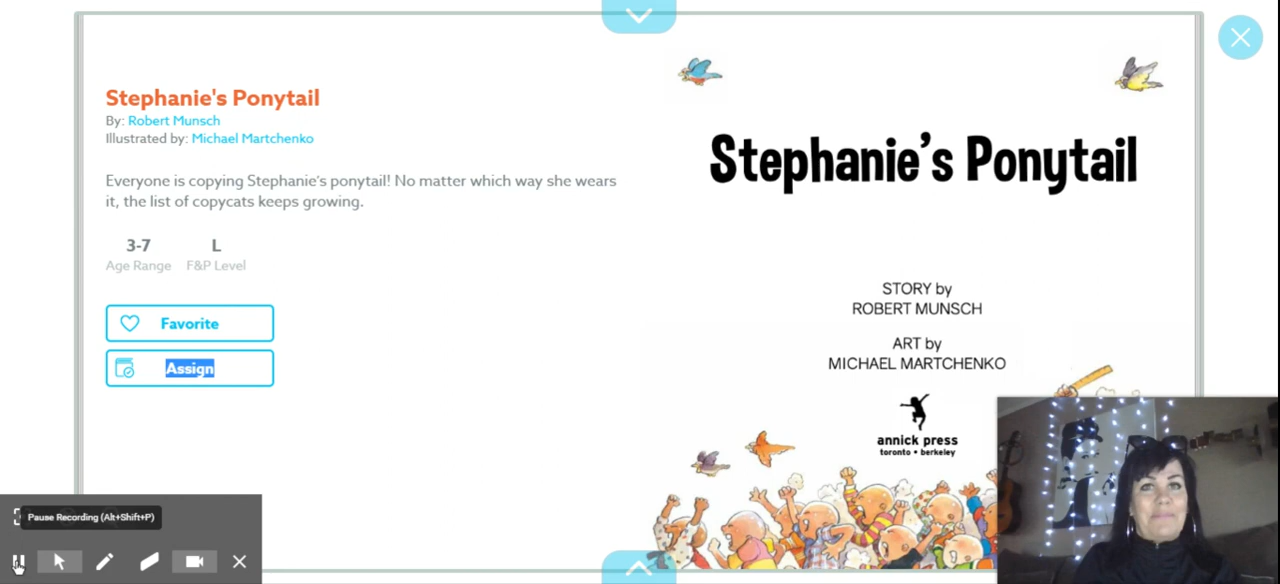 Stephanie's Ponytail
By: Robert Munsch
Illustrated by: Michael Martchenko
Everyone is copying Stephanie's ponytail! No matter which way she wears
it, the list of copycats keeps growing.
3-7 L
Age Range F&P Level
Favorite
Assign
Stephanie's Ponytail
STORY by
ROBERT MUNSCH
ART by
MICHAEL MARTCHENKO
annick press
toronto • berkeley
Pause Recording (Alt+Shift+P)